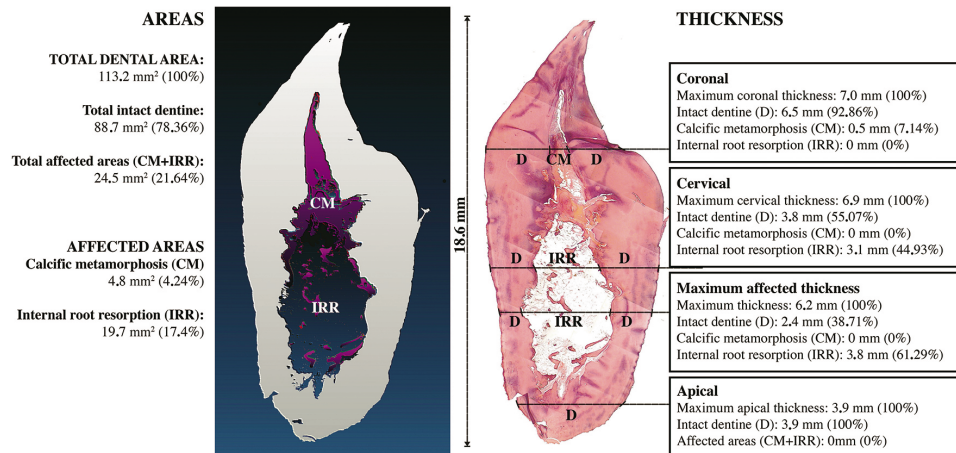 AREAS
TOTAL DENTAL AREA:
113.2 mm² (100%)
Total intact dentine:
88.7 mm² (78.36%)
Total affected areas (CM+IRR):
24.5 mm² (21.64%)
AFFECTED AREAS
Calcific metamorphosis (CM)
4.8 mm² (4.24%)
Internal root resorption (IRR):
19.7 mm² (17.4%)
CM
IRR
18.6 mm
THICKNESS
D CM D
D IRR D
D IRR D
D
Coronal
Maximum coronal thickness: 7,0 mm (100%)
Intact dentine (D): 6.5 mm (92.86%)
Calcific metamorphosis (CM): 0.5 mm (7.14%)
Internal root resorption (IRR): 0 mm (0%)
Cervical
Maximum cervical thickness: 6.9 mm (100%)
Intact dentine (D): 3.8 mm (55.07%)
Calcific metamorphosis (CM): 0 mm (0%)
Internal root resorption (IRR): 3.1 mm (44.93%)
Maximum affected thickness
Maximum thickness: 6.2 mm (100%)
Intact dentine (D): 2.4 mm (38.71%)
Calcific metamorphosis (CM): 0 mm (0%)
Internal root resorption (IRR): 3.8 mm (61.29%)
Apical
Maximum apical thickness: 3.9 mm (100%)
Intact dentine (D): 3.9 mm (100%)
Affected areas (CM+IRR): 0mm (0%)